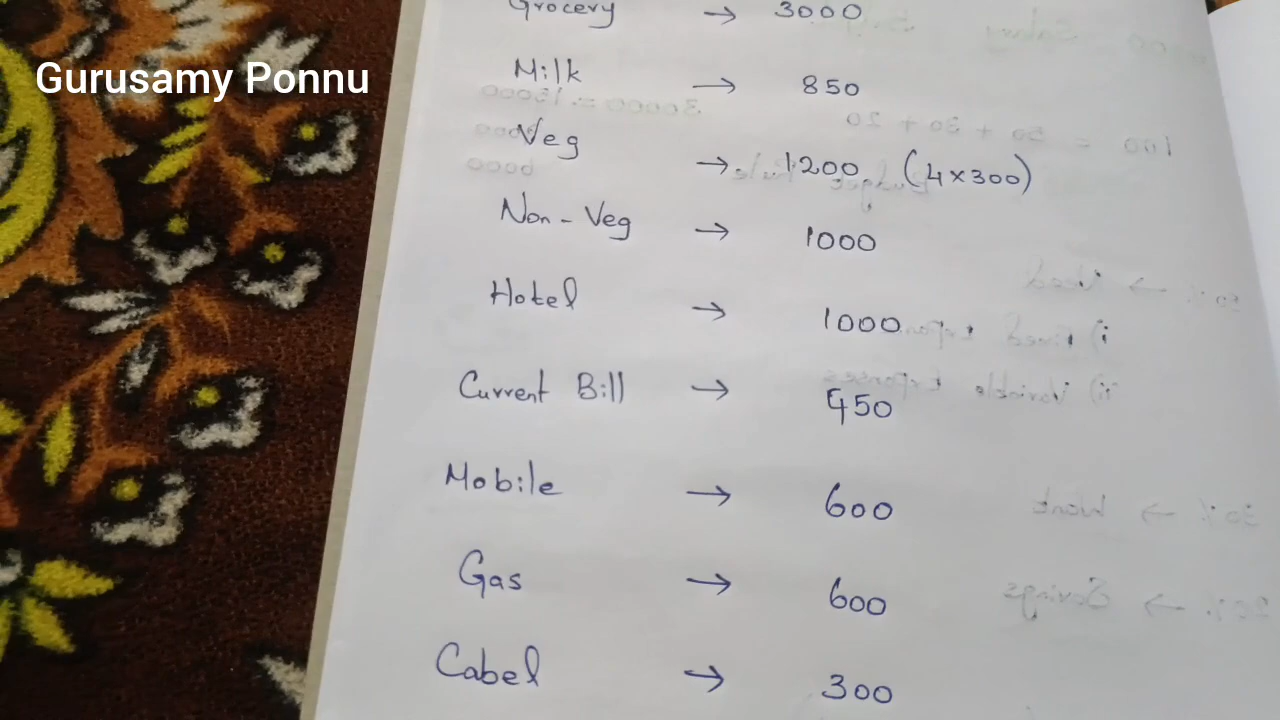 Gurusamy Ponnu
Grocery → 3000
Milk → 850
Veg → 1200 (4×300)
Non-Veg → 1000
Hotel → 1000
Current Bill → 450
Mobile → 600
Gas → 600
Cabel → 300